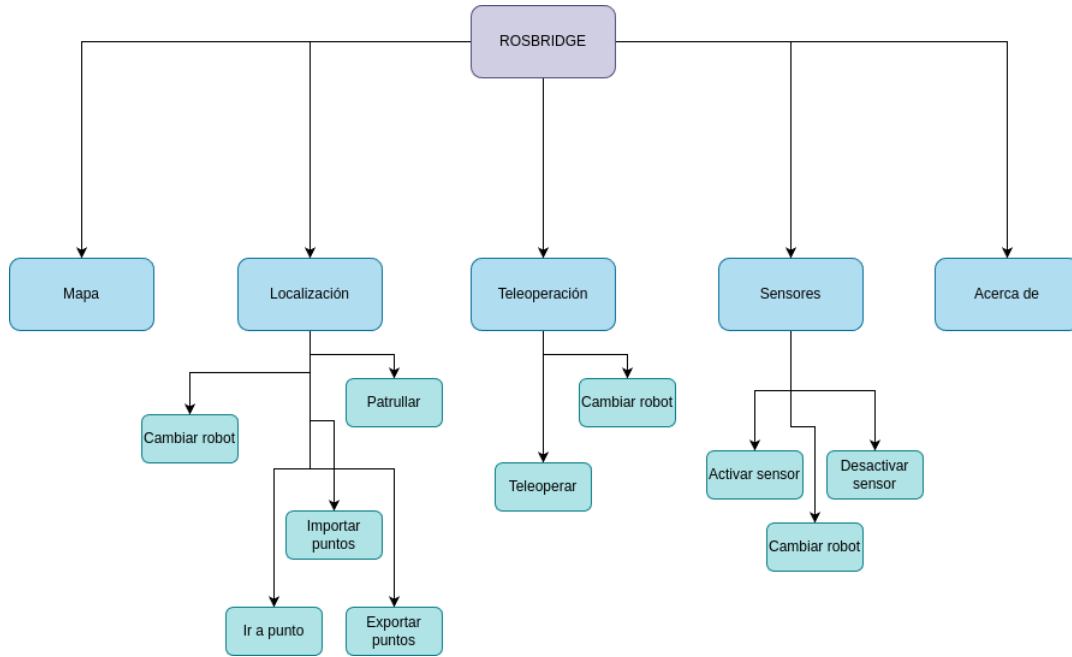 ROSBRIDGE
Mapa
Localización
Teleoperación
Sensores
Acerca de
Patrullar
Cambiar robot
Cambiar robot
Cambiar robot
Activar sensor
Desactivar
sensor
Teleoperar
Importar
puntos
Ir a punto
Exportar
puntos